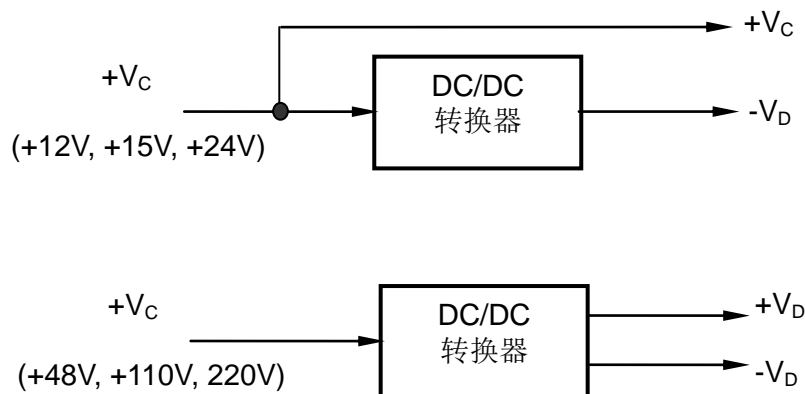 +VC
+VC
DC/DC
转换器
-VD
(+12V, +15V, +24V)
+VC
DC/DC
转换器
+VD
-VD
(+48V, +110V, 220V)